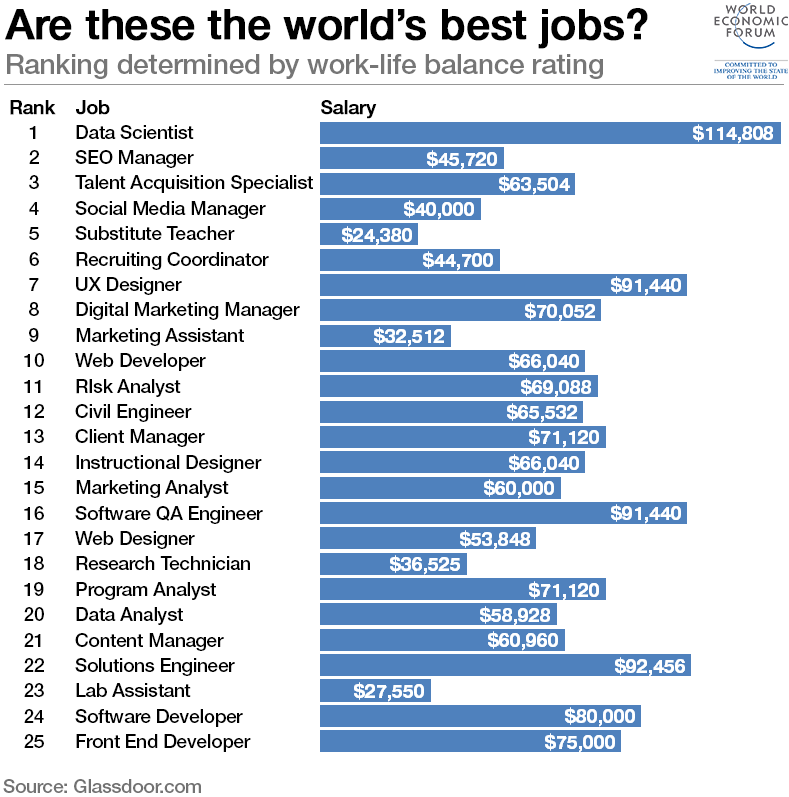 Are these the world's best jobs?
WORLD
ECONOMIC
FORUM
COMMITTED TO
IMPROVING THE STATE
OF THE WORLD
Ranking determined by work-life balance rating
Rank Job Salary
1 Data Scientist $114,808
2 SEO Manager $45,720
3 Talent Acquisition Specialist $63,504
4 Social Media Manager $40,000
5 Substitute Teacher $24,380
6 Recruiting Coordinator $44,700
7 UX Designer $91,440
8 Digital Marketing Manager $70,052
9 Marketing Assistant $32,512
10 Web Developer $66,040
11 RIsk Analyst $69,088
12 Civil Engineer $65,532
13 Client Manager $71,120
14 Instructional Designer $66,040
15 Marketing Analyst $60,000
16 Software QA Engineer $91,440
17 Web Designer $53,848
18 Research Technician $36,525
19 Program Analyst $71,120
20 Data Analyst $58,928
21 Content Manager $60,960
22 Solutions Engineer $92,456
23 Lab Assistant $27,550
24 Software Developer $80,000
25 Front End Developer $75,000
Source: Glassdoor.com